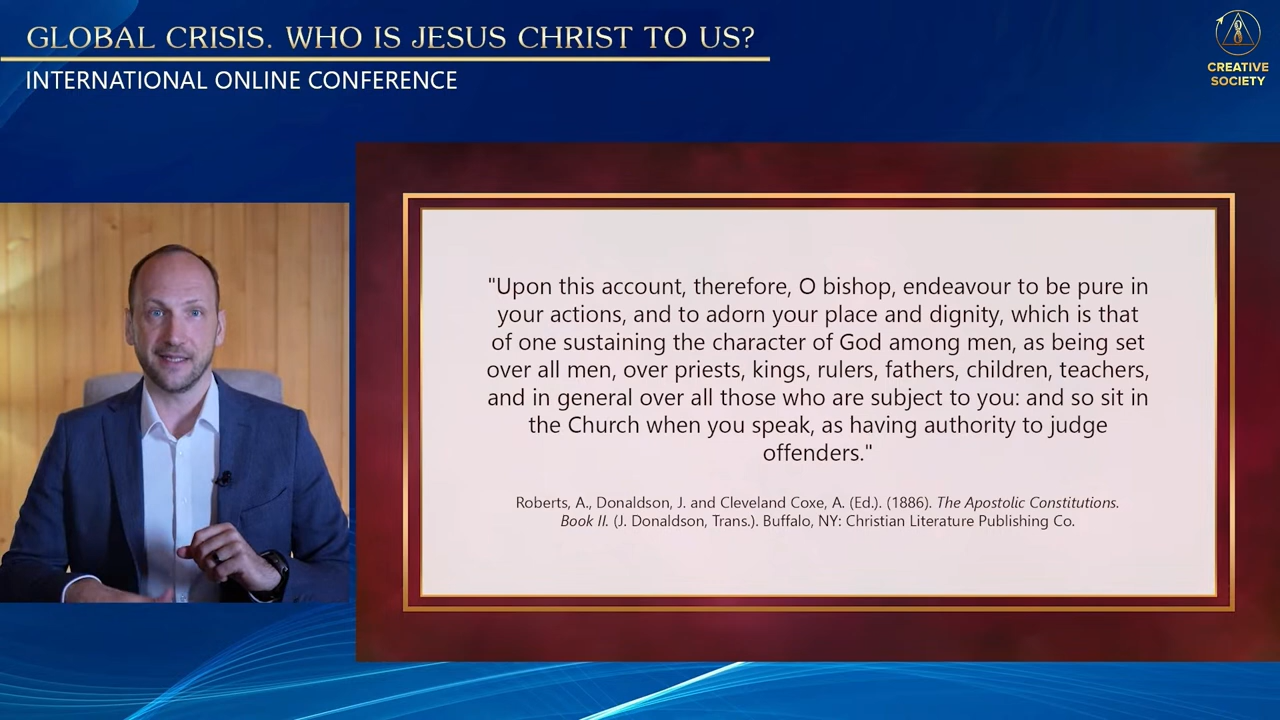 GLOBAL CRISIS. WHO IS JESUS CHRIST TO US?
INTERNATIONAL ONLINE CONFERENCE
CREATIVE
SOCIETY
"Upon this account, therefore, O bishop, endeavour to be pure in
your actions, and to adorn your place and dignity, which is that
of one sustaining the character of God among men, as being set
over all men, over priests, kings, rulers, fathers, children, teachers,
and in general over all those who are subject to you: and so sit in
the Church when you speak, as having authority to judge
offenders."
Roberts, A., Donaldson, J. and Cleveland Coxe, A. (Ed.). (1886). The Apostolic Constitutions.
Book II. (J. Donaldson, Trans.). Buffalo, NY: Christian Literature Publishing Co.